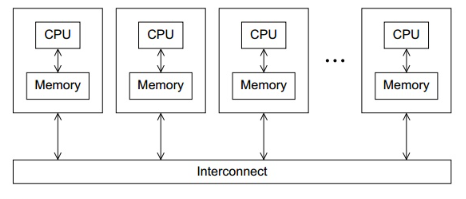 CPU CPU CPU CPU
...
Memory Memory Memory Memory
Interconnect